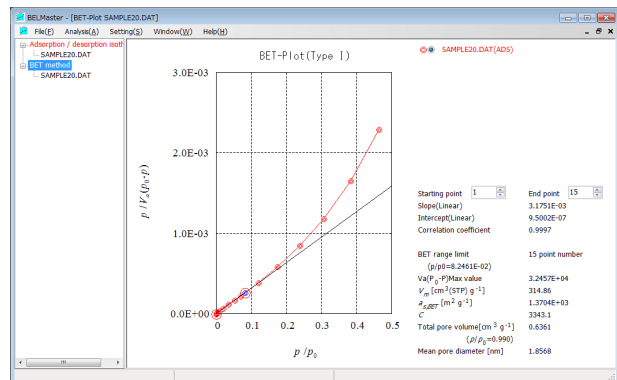 BELMaster - [BET-Plot SAMPLE20.DAT]
File(F) Analysis(A) Setting(S) Window(W) Help(H)
Adsorption / desorption isoth
SAMPLE20.DAT
BET method
SAMPLE20.DAT
BET-Plot(Type I)
SAMPLE20.DAT(ADS)
3.0E-03
2.0E-03
1.0E-03
0.0E+00
p /Va(p0-p)
0 0.1 0.2 0.3 0.4 0.5
p /p0
Starting point 1 End point 15
Slope(Linear) 3.1751E-03
Intercept(Linear) 9.5002E-07
Correlation coefficient 0.9997
BET range limit 15 point number
(p/p0=8.2461E-02)
Va(P0-P)Max value 3.2457E+04
Vm [cm3(STP) g-1] 314.86
as,BET [m2 g-1] 1.3704E+03
C 3343.1
Total pore volume[cm3 g-1] 0.6361
(p/p0=0.990)
Mean pore diameter [nm] 1.8568